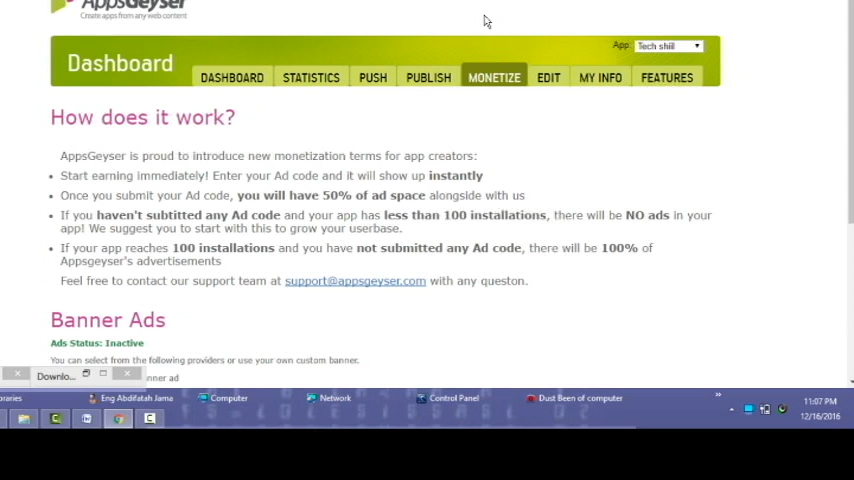 AppsGeyser
Create apps from any web content
App: Tech shiil
Dashboard
DASHBOARD STATISTICS PUSH PUBLISH MONETIZE EDIT MY INFO FEATURES
How does it work?
AppsGeyser is proud to introduce new monetization terms for app creators:
Start earning immediately! Enter your Ad code and it will show up instantly
Once you submit your Ad code, you will have 50% of ad space alongside with us
If you haven't subtitted any Ad code and your app has less than 100 installations, there will be NO ads in your
app! We suggest you to start with this to grow your userbase.
If your app reaches 100 installations and you have not submitted any Ad code, there will be 100% of
Appsgeyser's advertisements
Feel free to contact our support team at support@appsgeyser.com with any queston.
Banner Ads
Ads Status: Inactive
You can select from the following providers or use your own custom banner.
Downlo... nner ad
raries Eng Abdifatah Jama Computer Network Control Panel Dust Been of computer
11:07 PM
12/16/2016